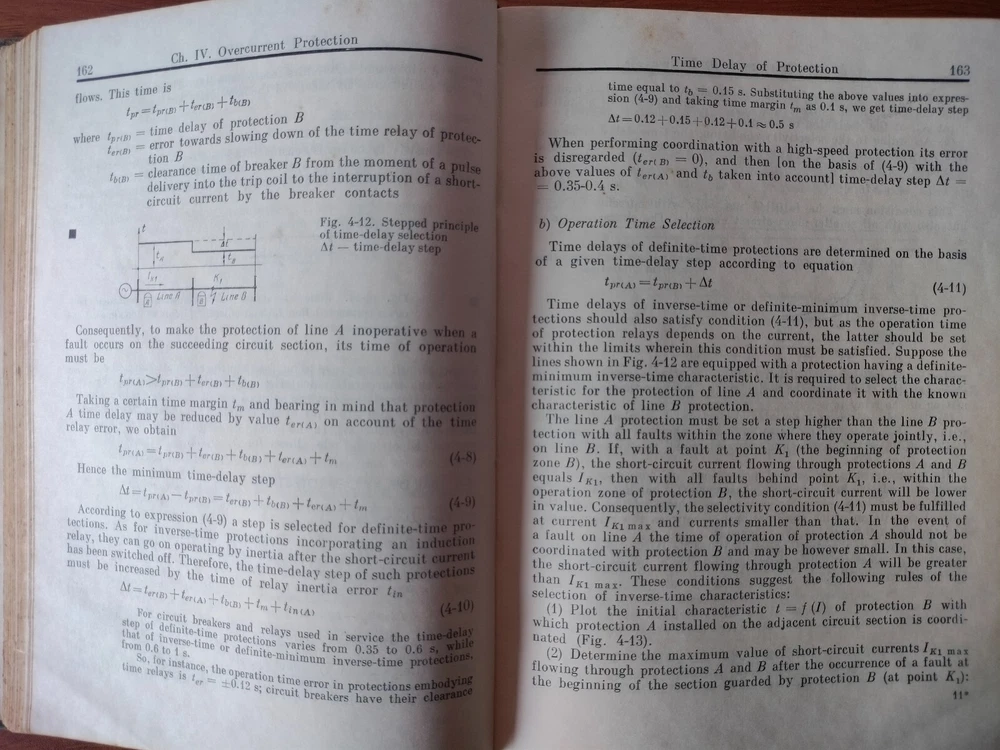 162
Ch. IV. Overcurrent Protection
flows. This time is
t_pr = t_pr(B) + t_er(B) + t_b(B)
where t_pr(B) = time delay of protection B
t_er(B) = error towards slowing down of the time relay of protec-
tion B
t_b(B) = clearance time of breaker B from the moment of a pulse
delivery into the trip coil to the interruption of a short-
circuit current by the breaker contacts
t
Δt
t_A
t_B
K₁
Line A
B
Line B
Fig. 4-12. Stepped principle
of time-delay selection
Δt — time-delay step
Consequently, to make the protection of line A inoperative when a
fault occurs on the succeeding circuit section, its time of operation
must be
t_pr(A) > t_pr(B) + t_er(B) + t_b(B)
Taking a certain time margin t_m and bearing in mind that protection
A time delay may be reduced by value t_er(A) on account of the time
relay error, we obtain
t_pr(A) = t_pr(B) + t_er(B) + t_b(B) + t_er(A) + t_m (4-8)
Hence the minimum time-delay step
Δt = t_pr(A) − t_pr(B) = t_er(B) + t_b(B) + t_er(A) + t_m (4-9)
According to expression (4-9) a step is selected for definite-time pro-
tections. As for inverse-time protections incorporating an induction
relay, they can go on operating by inertia after the short-circuit current
has been switched off. Therefore, the time-delay step of such protections
must be increased by the time of relay inertia error t_in
Δt = t_er(B) + t_er(A) + t_b(B) + t_m + t_in(A) (4-10)
For circuit breakers and relays used in service the time-delay
step of definite-time protections varies from 0.35 to 0.6 s, while
that of inverse-time or definite-minimum inverse-time protections,
from 0.6 to 1 s.
So, for instance, the operation time error in protections embodying
time relays is t_er = ±0.12 s; circuit breakers have their clearance
Time Delay of Protection
163
time equal to t_b = 0.15 s. Substituting the above values into expres-
sion (4-9) and taking time margin t_m as 0.1 s, we get time-delay step
Δt = 0.12 + 0.15 + 0.12 + 0.1 ≈ 0.5 s
When performing coordination with a high-speed protection its error
is disregarded (t_er(B) = 0), and then [on the basis of (4-9) with the
above values of t_er(A) and t_b taken into account] time-delay step Δt =
= 0.35-0.4 s.
b) Operation Time Selection
Time delays of definite-time protections are determined on the basis
of a given time-delay step according to equation
t_pr(A) = t_pr(B) + Δt (4-11)
Time delays of inverse-time or definite-minimum inverse-time pro-
tections should also satisfy condition (4-11), but as the operation time
of protection relays depends on the current, the latter should be set
within the limits wherein this condition must be satisfied. Suppose the
lines shown in Fig. 4-12 are equipped with a protection having a definite-
minimum inverse-time characteristic. It is required to select the charac-
teristic for the protection of line A and coordinate it with the known
characteristic of line B protection.
The line A protection must be set a step higher than the line B pro-
tection with all faults within the zone where they operate jointly, i.e.,
on line B. If, with a fault at point K₁ (the beginning of protection
zone B), the short-circuit current flowing through protections A and B
equals I_K1, then with all faults behind point K₁, i.e., within the
operation zone of protection B, the short-circuit current will be lower
in value. Consequently, the selectivity condition (4-11) must be fulfilled
at current I_K1 max and currents smaller than that. In the event of
a fault on line A the time of operation of protection A should not be
coordinated with protection B and may be however small. In this case,
the short-circuit current flowing through protection A will be greater
than I_K1 max. These conditions suggest the following rules of the
selection of inverse-time characteristics:
(1) Plot the initial characteristic t = f (I) of protection B with
which protection A installed on the adjacent circuit section is coordi-
nated (Fig. 4-13).
(2) Determine the maximum value of short-circuit currents I_K1 max
flowing through protections A and B after the occurrence of a fault at
the beginning of the section guarded by protection B (at point K₁):
11*